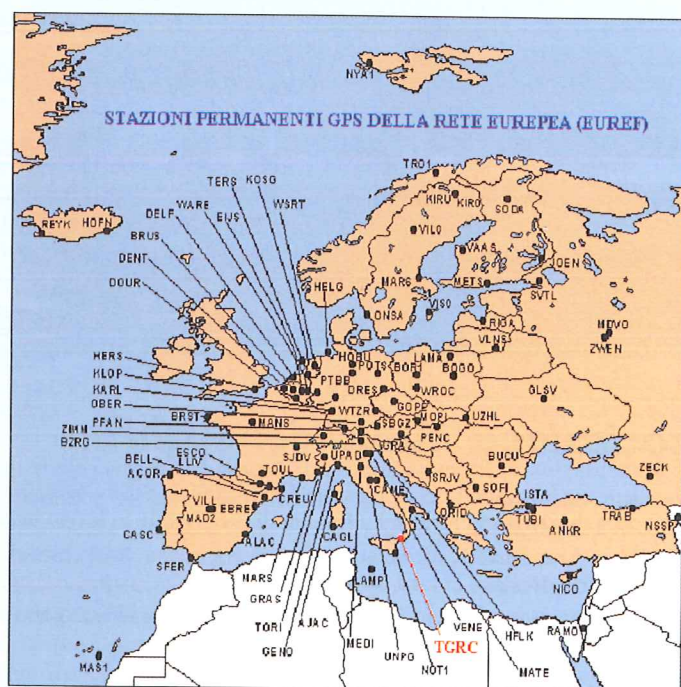 NYA1
STAZIONI PERMANENTI GPS DELLA RETE EUREPEA (EUREF)
TERS
KOSG
TRO1
WARE
EIJS
WSRT
KIRU
KIR0
SODA
DELF
REYK
HOFN
BRUS
VIL0
VAAS
JOEN
DENT
HELG
MARS
METS
SVTL
DOUR
ONSA
VIS0
RIGA
MDVO
ZWEN
VLNS
HERS
HOBU
LAMA
KLOP
POTS
BOR1
BOGO
KARL
PTBB
DRES
WROC
GLSV
OBER
WTZR
GOPE
PFAN
BRST
MANS
SBGZ
MOPI
UZHL
ZIMM
PENC
BZRG
GRAZ
SJDV
UPAD
BUCU
BELL
ESCO
LLIV
TOUL
ACOR
SRJV
SOFI
ZECK
CREU
CAME
VILL
EBRE
MAD2
ORID
ISTA
TUBI
TRAB
NSSP
ANKR
CASC
ALAC
CAGL
SFER
MARS
LAMP
NICO
GRAS
TORI
AJAC
VENE
RAMO
GENO
MEDI
UNPG
TGRC
HFLK
NOT1
MATE
MAS1